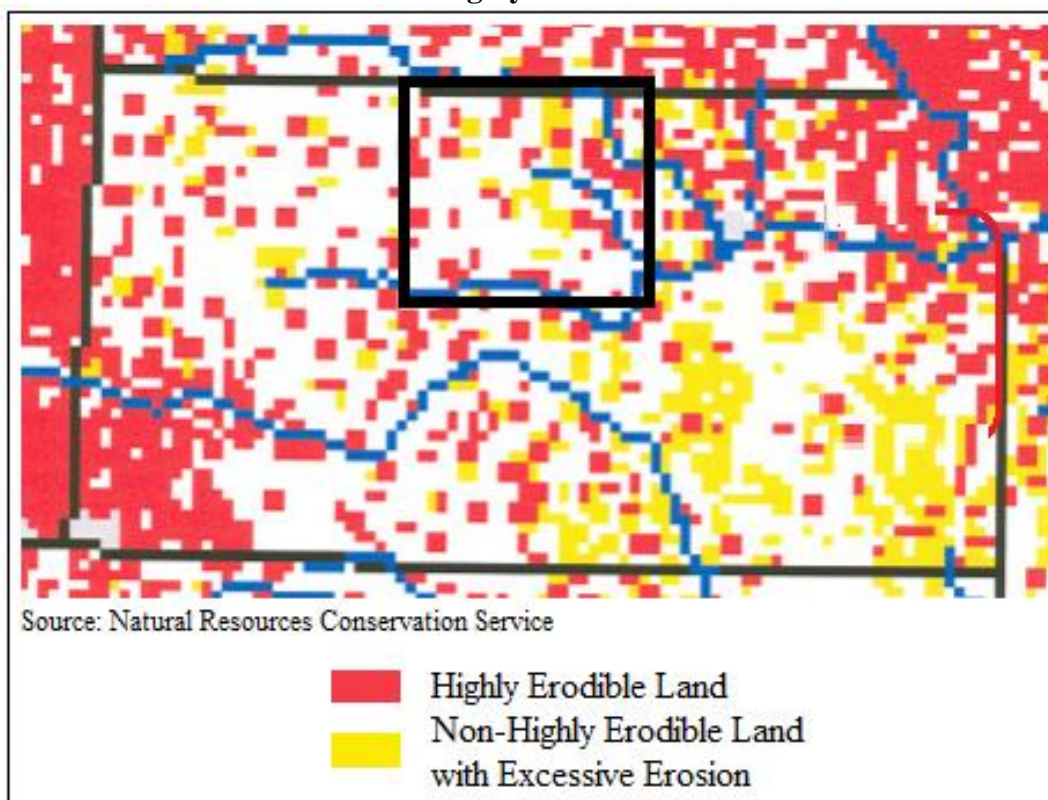 Source: Natural Resources Conservation Service
Highly Erodible Land
Non-Highly Erodible Land
with Excessive Erosion